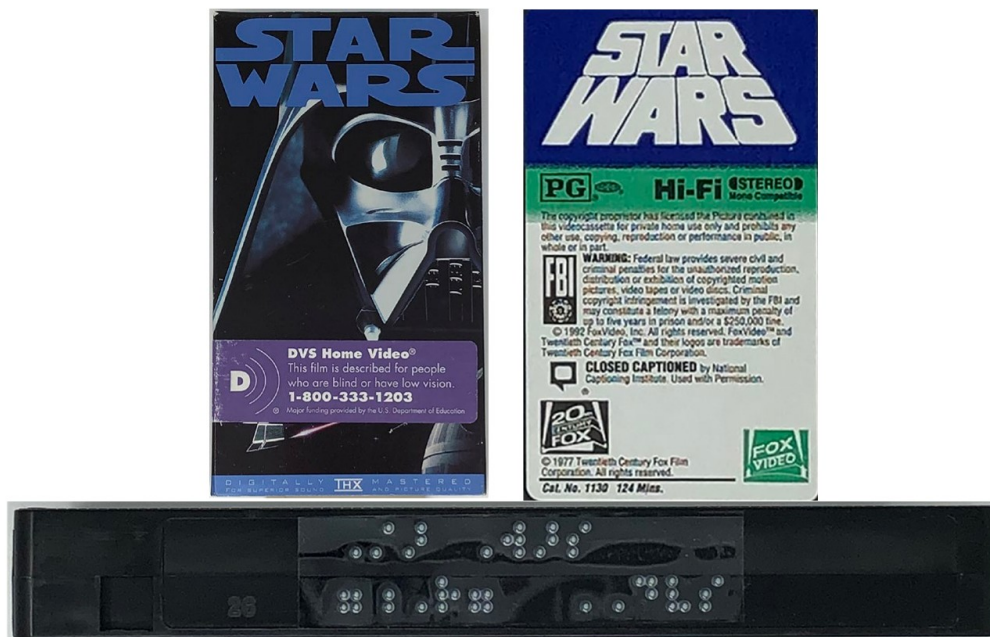 STAR
WARS
DVS Home Video®
This film is described for people
who are blind or have low vision.
1-800-333-1203
® Major funding provided by the U.S. Department of Education
D
DIGITALLY THX MASTERED
FOR SUPERIOR SOUND AND PICTURE QUALITY
STAR
WARS
PG Hi-Fi STEREO
Mono Compatible
The copyright proprietor has licensed the Picture contained in
this videocassette for private home use only and prohibits any
other use, copying, reproduction or performance in public, in
whole or in part.
FBI
WARNING: Federal law provides severe civil and
criminal penalties for the unauthorized reproduction,
distribution or exhibition of copyrighted motion
pictures, video tapes or video discs. Criminal
copyright infringement is investigated by the FBI and
may constitute a felony with a maximum penalty of
up to five years in prison and/or a $250,000 fine.
© 1992 FoxVideo, Inc. All rights reserved. FoxVideo™ and
Twentieth Century Fox™ and their logos are trademarks of
Twentieth Century Fox Film Corporation.
CLOSED CAPTIONED by National
Captioning Institute. Used with Permission.
®
20th
CENTURY
FOX
FOX
VIDEO
© 1977 Twentieth Century Fox Film
Corporation. All rights reserved.
Cat. No. 1130 124 Mins.